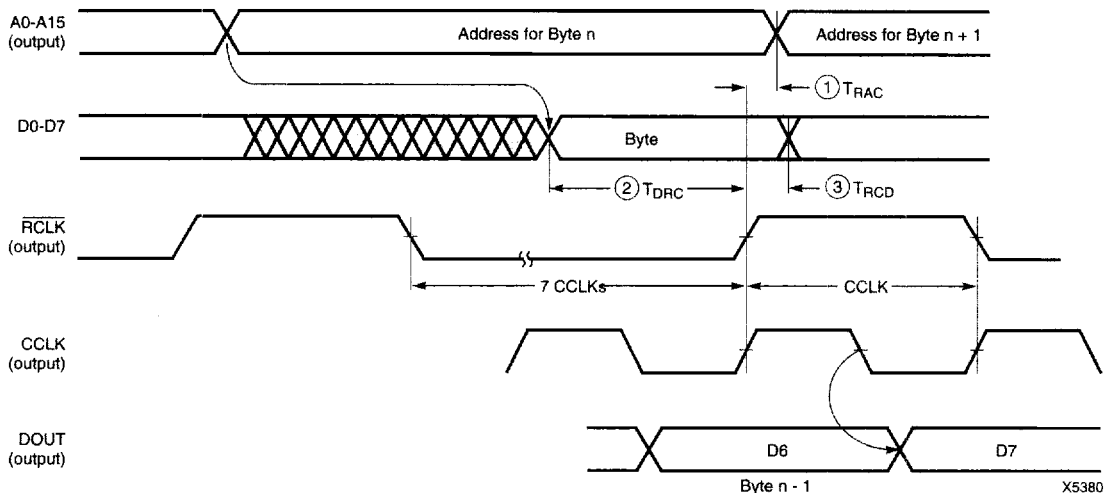 A0-A15
(output)
Address for Byte n
Address for Byte n + 1
① TRAC
D0-D7
Byte
② TDRC
③ TRCD
RCLK
(output)
7 CCLKs
CCLK
CCLK
(output)
DOUT
(output)
D6
D7
Byte n - 1
X5380